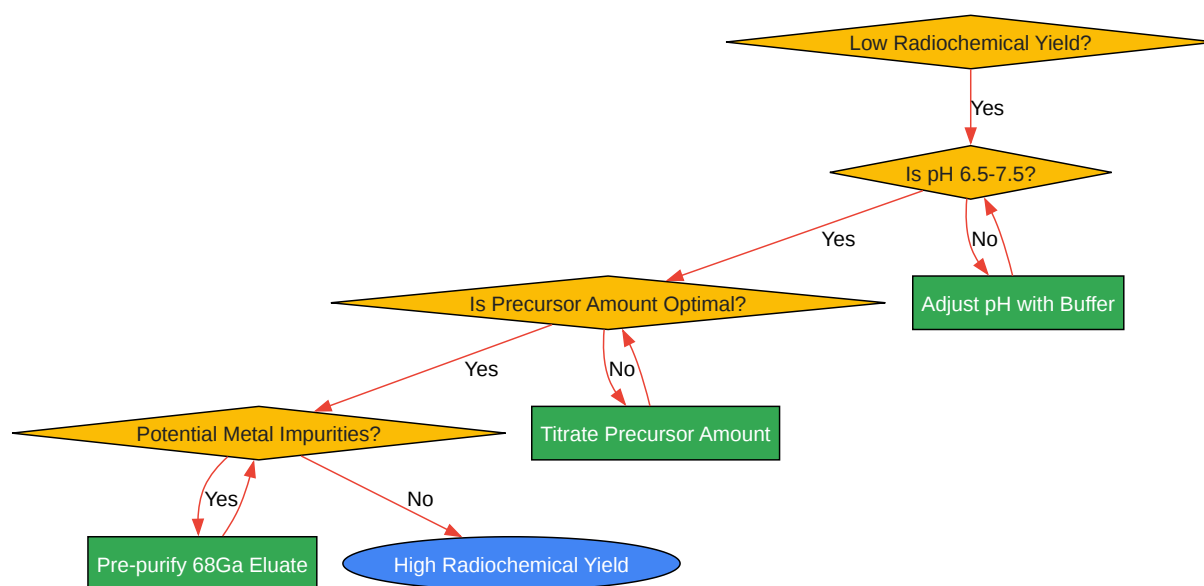 Low Radiochemical Yield?
Yes
Is pH 6.5-7.5?
Yes
No
Is Precursor Amount Optimal?
Adjust pH with Buffer
Yes
No
Potential Metal Impurities?
Titrate Precursor Amount
Yes
No
Pre-purify 68Ga Eluate
High Radiochemical Yield